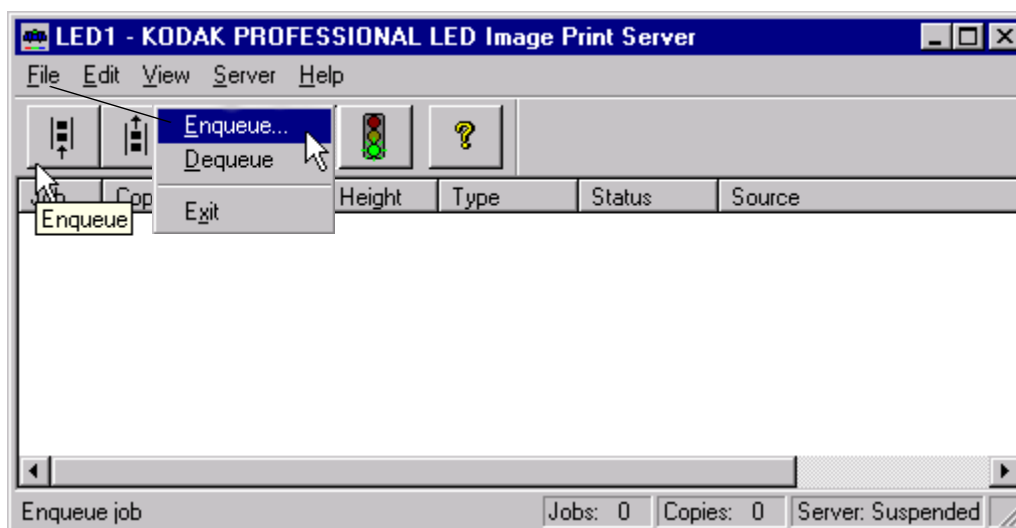 LED1 - KODAK PROFESSIONAL LED Image Print Server
File Edit View Server Help
Enqueue...
Dequeue
Exit
Height Type Status Source
Enqueue
Enqueue job Jobs: 0 Copies: 0 Server: Suspended